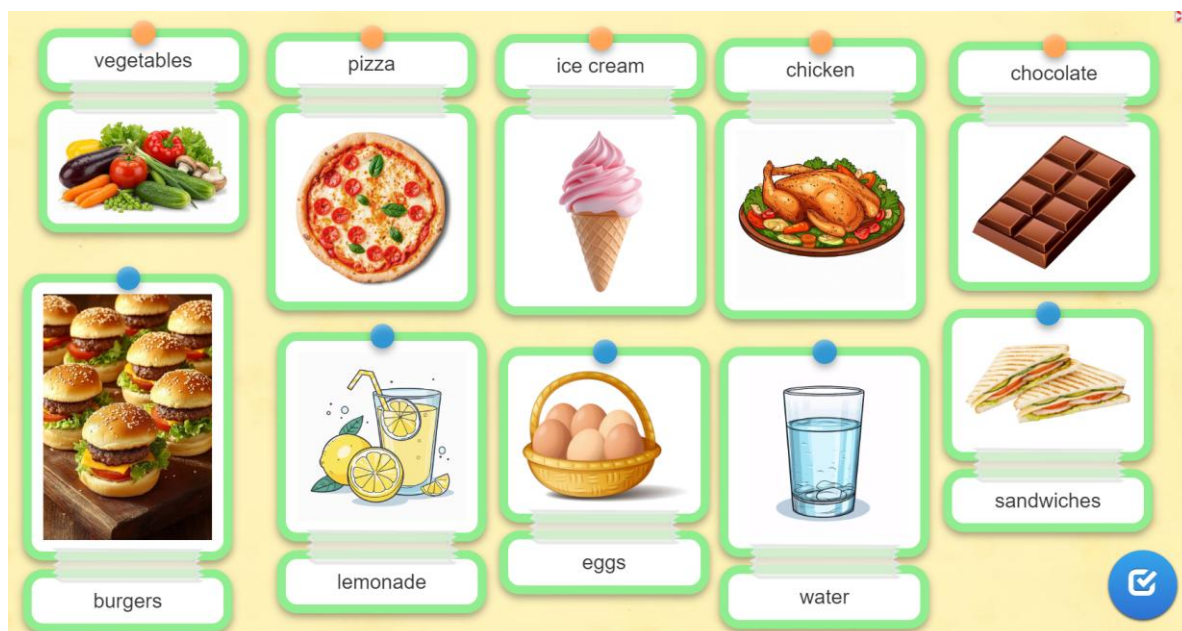 vegetables
pizza
ice cream
chicken
chocolate
burgers
lemonade
eggs
water
sandwiches